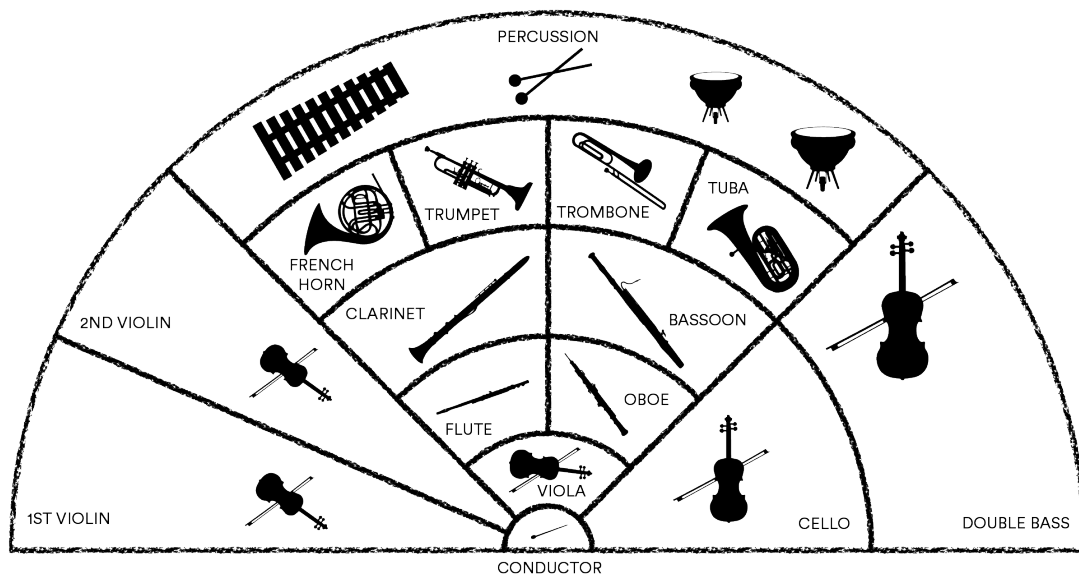 PERCUSSION
TRUMPET
TROMBONE
TUBA
FRENCH
HORN
CLARINET
BASSOON
2ND VIOLIN
FLUTE
OBOE
VIOLA
1ST VIOLIN
CELLO
DOUBLE BASS
CONDUCTOR